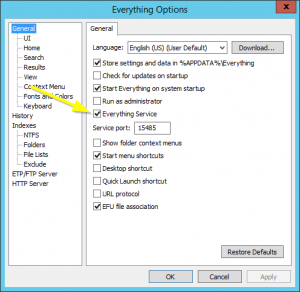 Everything Options
General
UI
Home
Search
Results
View
Context Menu
Fonts and Colors
Keyboard
History
Indexes
NTFS
Folders
File Lists
Exclude
ETP/FTP Server
HTTP Server
General
Language: English (US) (User Default) Download...
Store settings and data in %APPDATA%\Everything
Check for updates on startup
Start Everything on system startup
Run as administrator
Everything Service
Service port: 15485
Show folder context menus
Start menu shortcuts
Desktop shortcut
Quick Launch shortcut
URL protocol
EFU file association
Restore Defaults
OK Cancel Apply